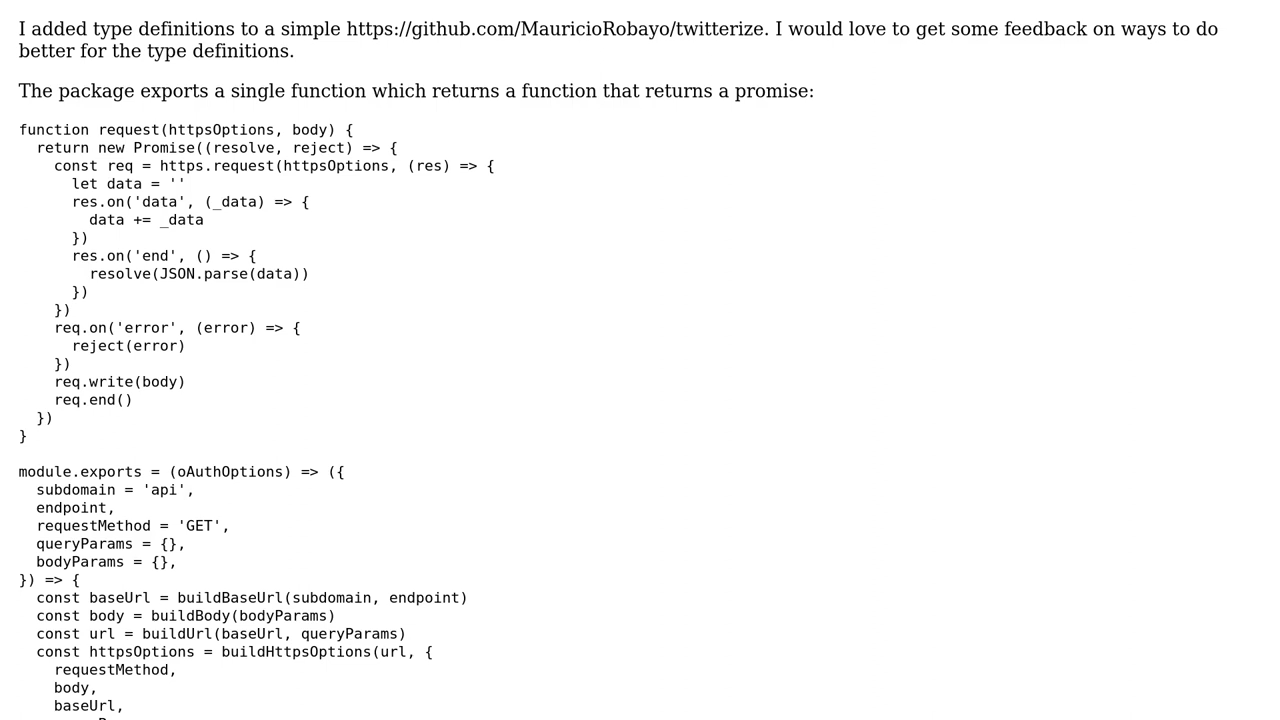 I added type definitions to a simple https://github.com/MauricioRobayo/twitterize. I would love to get some feedback on ways to do
better for the type definitions.
The package exports a single function which returns a function that returns a promise:
function request(httpsOptions, body) {
  return new Promise((resolve, reject) => {
    const req = https.request(httpsOptions, (res) => {
      let data = ''
      res.on('data', (_data) => {
        data += _data
      })
      res.on('end', () => {
        resolve(JSON.parse(data))
      })
    })
    req.on('error', (error) => {
      reject(error)
    })
    req.write(body)
    req.end()
  })
}
module.exports = (oAuthOptions) => ({
  subdomain = 'api',
  endpoint,
  requestMethod = 'GET',
  queryParams = {},
  bodyParams = {},
}) => {
  const baseUrl = buildBaseUrl(subdomain, endpoint)
  const body = buildBody(bodyParams)
  const url = buildUrl(baseUrl, queryParams)
  const httpsOptions = buildHttpsOptions(url, {
    requestMethod,
    body,
    baseUrl,